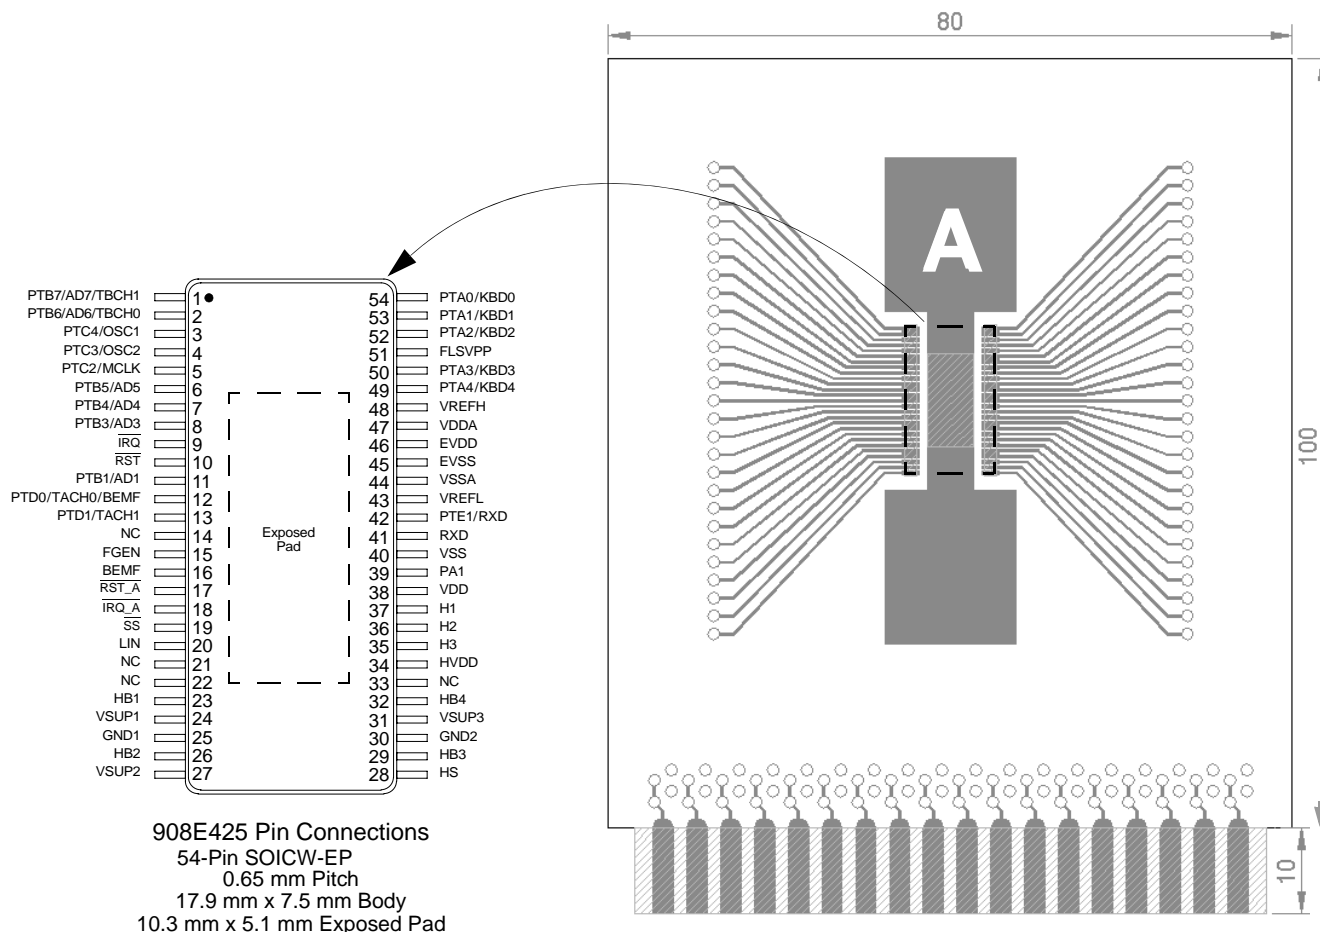 80
A
100
10
PTB7/AD7/TBCH1 1 54 PTA0/KBD0
PTB6/AD6/TBCH0 2 53 PTA1/KBD1
PTC4/OSC1 3 52 PTA2/KBD2
PTC3/OSC2 4 51 FLSVPP
PTC2/MCLK 5 50 PTA3/KBD3
PTB5/AD5 6 49 PTA4/KBD4
PTB4/AD4 7 48 VREFH
PTB3/AD3 8 47 VDDA
IRQ 9 46 EVDD
RST 10 45 EVSS
PTB1/AD1 11 44 VSSA
PTD0/TACH0/BEMF 12 43 VREFL
PTD1/TACH1 13 42 PTE1/RXD
NC 14 41 RXD
FGEN 15 40 VSS
BEMF 16 39 PA1
RST_A 17 38 VDD
IRQ_A 18 37 H1
SS 19 36 H2
LIN 20 35 H3
NC 21 34 HVDD
NC 22 33 NC
HB1 23 32 HB4
VSUP1 24 31 VSUP3
GND1 25 30 GND2
HB2 26 29 HB3
VSUP2 27 28 HS
Exposed
Pad
908E425 Pin Connections
54-Pin SOICW-EP
0.65 mm Pitch
17.9 mm x 7.5 mm Body
10.3 mm x 5.1 mm Exposed Pad